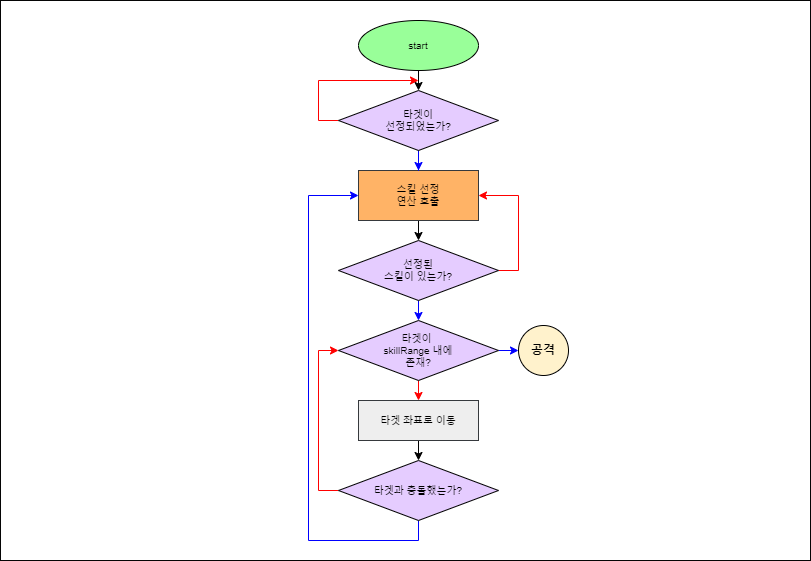 start
타겟이
선정되었는가?
스킬 선정
연산 호출
선정된
스킬이 있는가?
타겟이
skillRange 내에
존재?
공격
타겟 좌표로 이동
타겟과 충돌했는가?